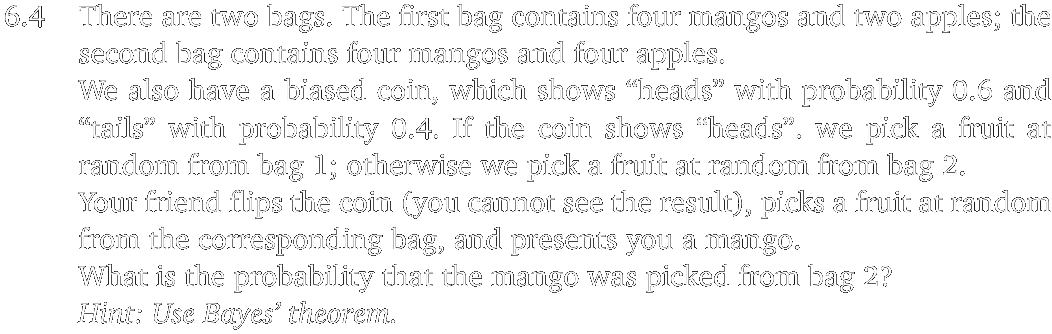 6.4 There are two bags. The first bag contains four mangos and two apples; the
second bag contains four mangos and four apples.
We also have a biased coin, which shows “heads” with probability 0.6 and
“tails” with probability 0.4. If the coin shows “heads”. we pick a fruit at
random from bag 1; otherwise we pick a fruit at random from bag 2.
Your friend flips the coin (you cannot see the result), picks a fruit at random
from the corresponding bag, and presents you a mango.
What is the probability that the mango was picked from bag 2?
Hint: Use Bayes’ theorem.